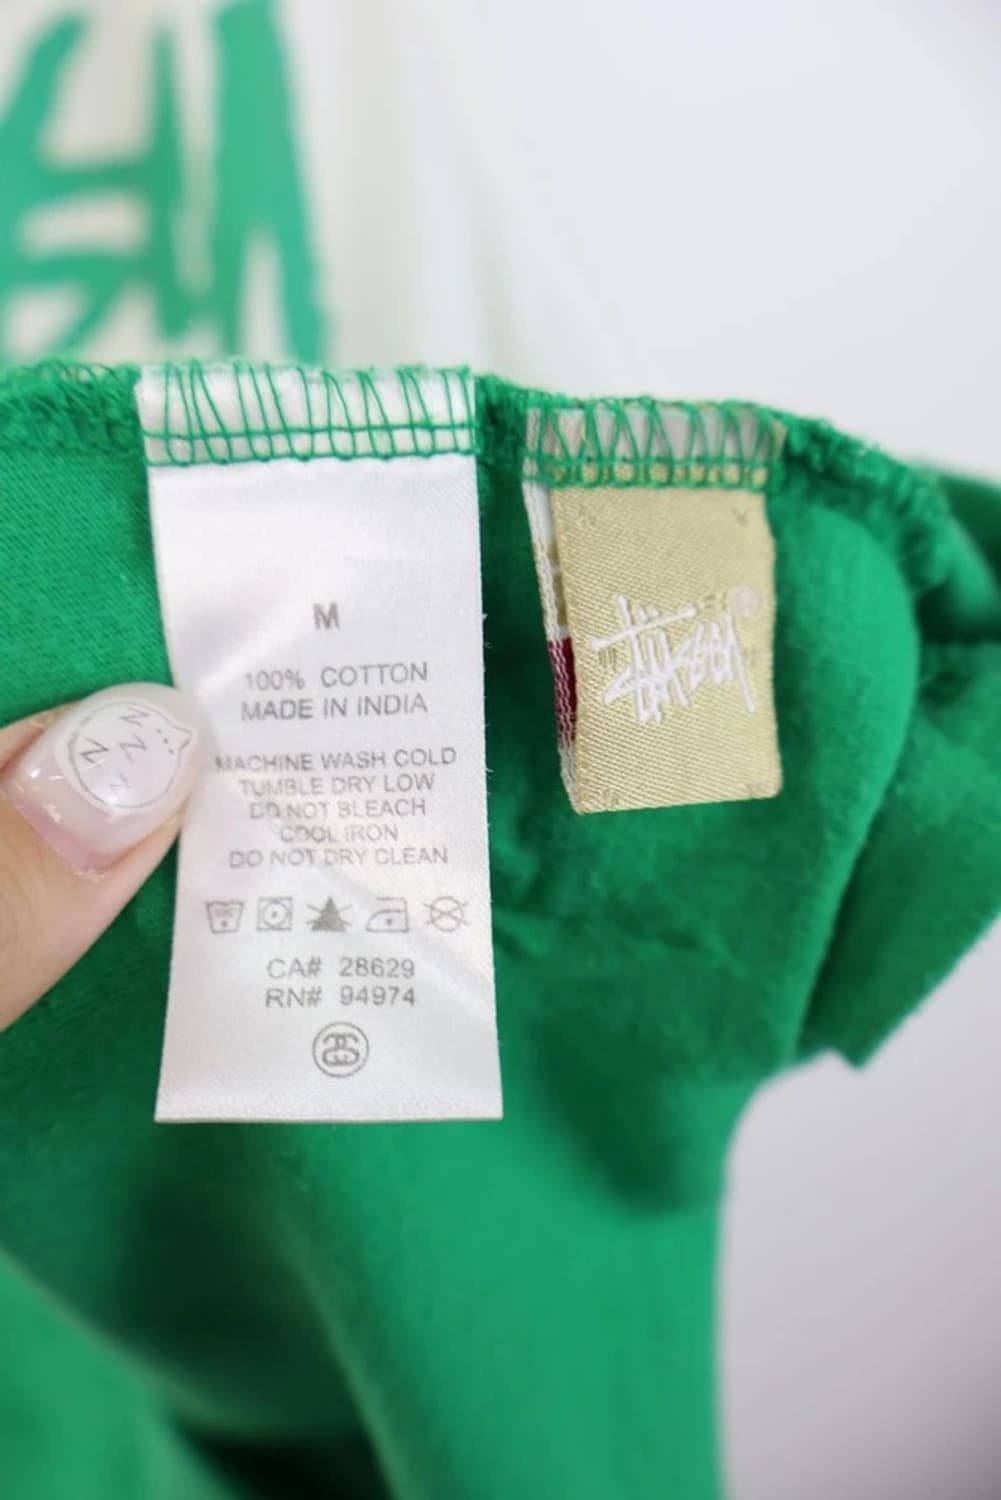 M
100% COTTON
MADE IN INDIA
MACHINE WASH COLD
TUMBLE DRY LOW
DO NOT BLEACH
COOL IRON
DO NOT DRY CLEAN
CA# 28629
RN# 94974
Stüssy
Z
Z
Z
Z